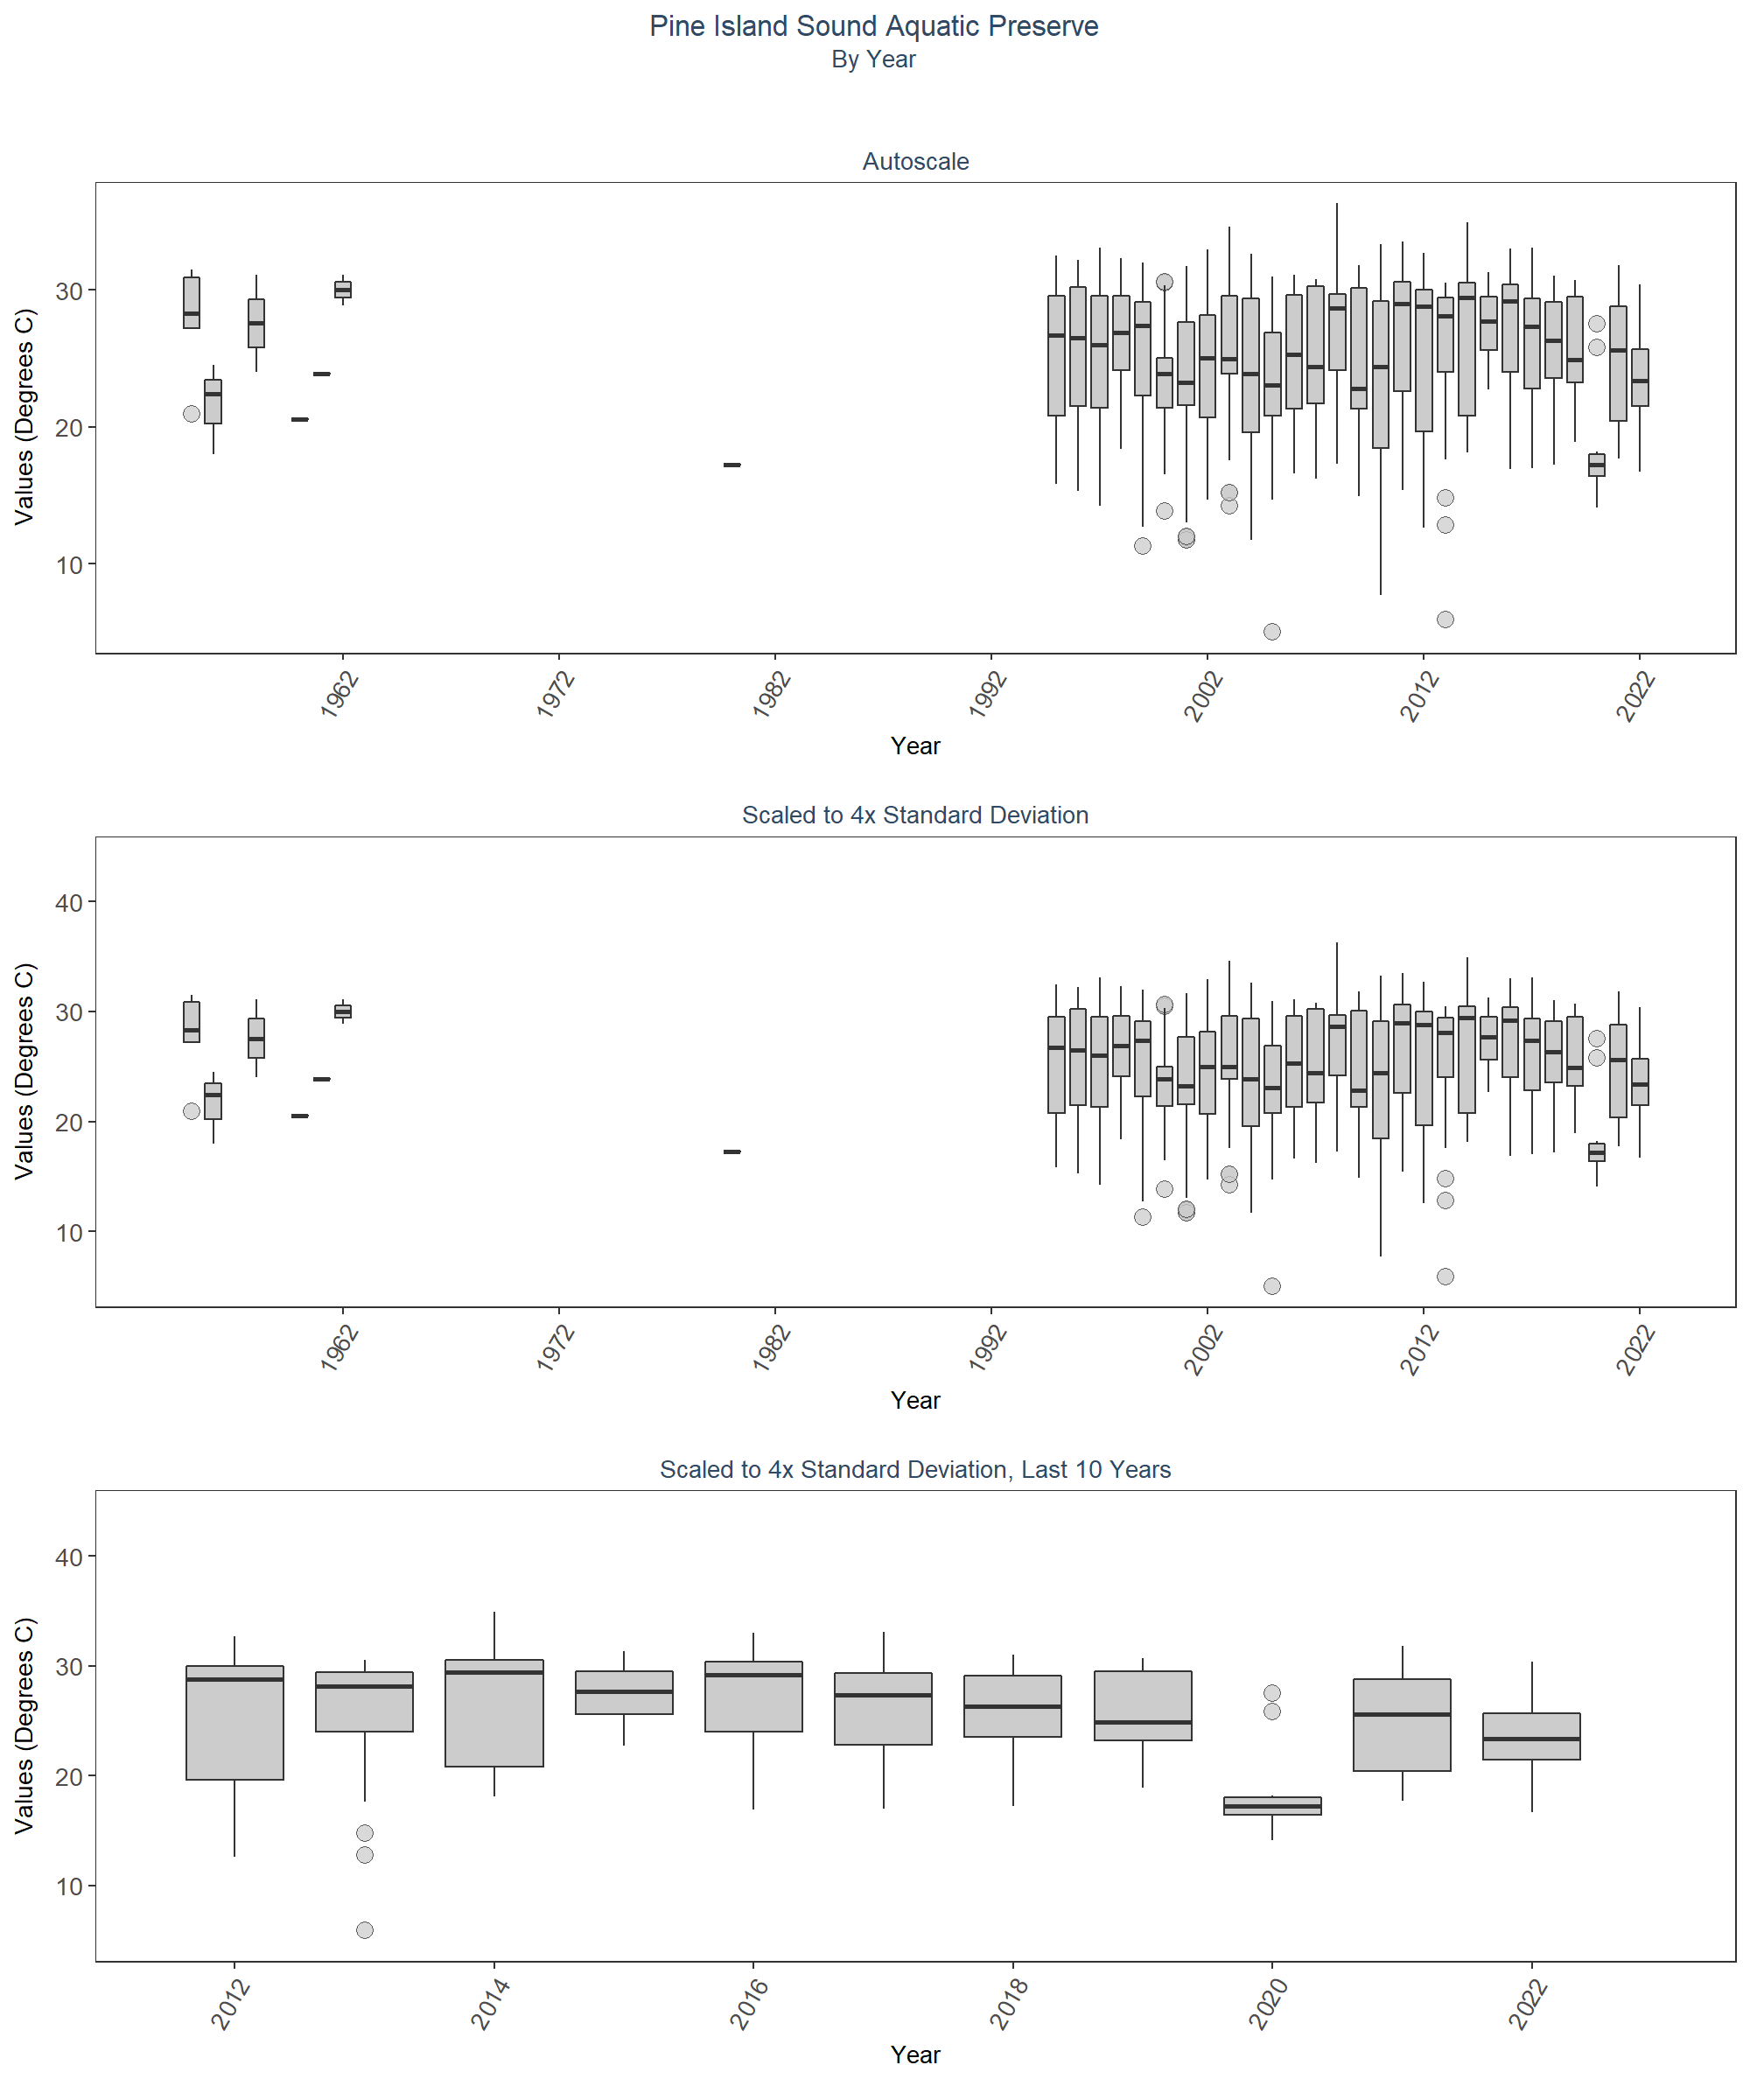 Pine Island Sound Aquatic Preserve
By Year
Autoscale
Values (Degrees C)
30
20
10
1962 1972 1982 1992 2002 2012 2022
Year
Scaled to 4x Standard Deviation
Values (Degrees C)
40
30
20
10
1962 1972 1982 1992 2002 2012 2022
Year
Scaled to 4x Standard Deviation, Last 10 Years
Values (Degrees C)
40
30
20
10
2012 2014 2016 2018 2020 2022
Year